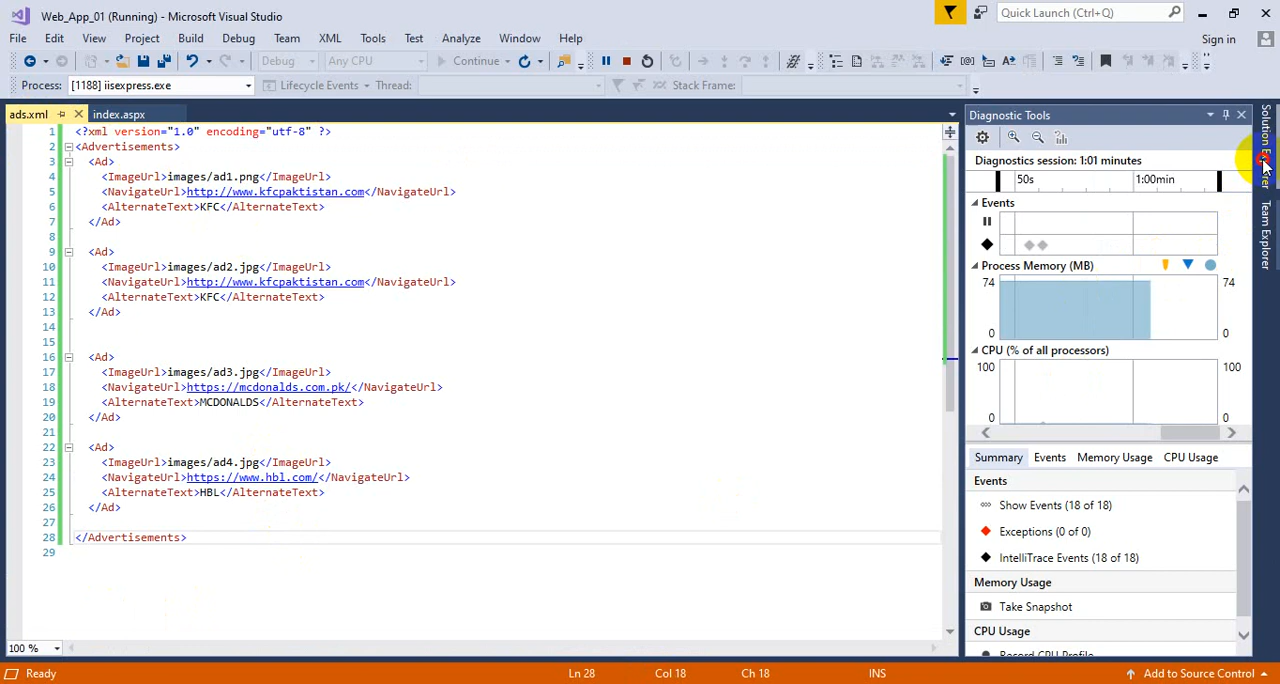 Web_App_01 (Running) - Microsoft Visual Studio
Quick Launch (Ctrl+Q)
File Edit View Project Build Debug Team XML Tools Test Analyze Window Help
Sign in
Debug Any CPU Continue
Process: [1188] iisexpress.exe Lifecycle Events Thread: Stack Frame:
ads.xml index.aspx
1 <?xml version="1.0" encoding="utf-8" ?>
2 <Advertisements>
3 <Ad>
4 <ImageUrl>images/ad1.png</ImageUrl>
5 <NavigateUrl>http://www.kfcpaktistan.com</NavigateUrl>
6 <AlternateText>KFC</AlternateText>
7 </Ad>
8
9 <Ad>
10 <ImageUrl>images/ad2.jpg</ImageUrl>
11 <NavigateUrl>http://www.kfcpaktistan.com</NavigateUrl>
12 <AlternateText>KFC</AlternateText>
13 </Ad>
14
15
16 <Ad>
17 <ImageUrl>images/ad3.jpg</ImageUrl>
18 <NavigateUrl>https://mcdonalds.com.pk/</NavigateUrl>
19 <AlternateText>MCDONALDS</AlternateText>
20 </Ad>
21
22 <Ad>
23 <ImageUrl>images/ad4.jpg</ImageUrl>
24 <NavigateUrl>https://www.hbl.com/</NavigateUrl>
25 <AlternateText>HBL</AlternateText>
26 </Ad>
27
28 </Advertisements>
29
100 %
Diagnostic Tools
Diagnostics session: 1:01 minutes
50s 1:00min
Events
Process Memory (MB)
74 74
0 0
CPU (% of all processors)
100 100
0 0
Summary Events Memory Usage CPU Usage
Events
Show Events (18 of 18)
Exceptions (0 of 0)
IntelliTrace Events (18 of 18)
Memory Usage
Take Snapshot
CPU Usage
Record CPU Profile
Solution
Team Explorer
Ready Ln 28 Col 18 Ch 18 INS Add to Source Control